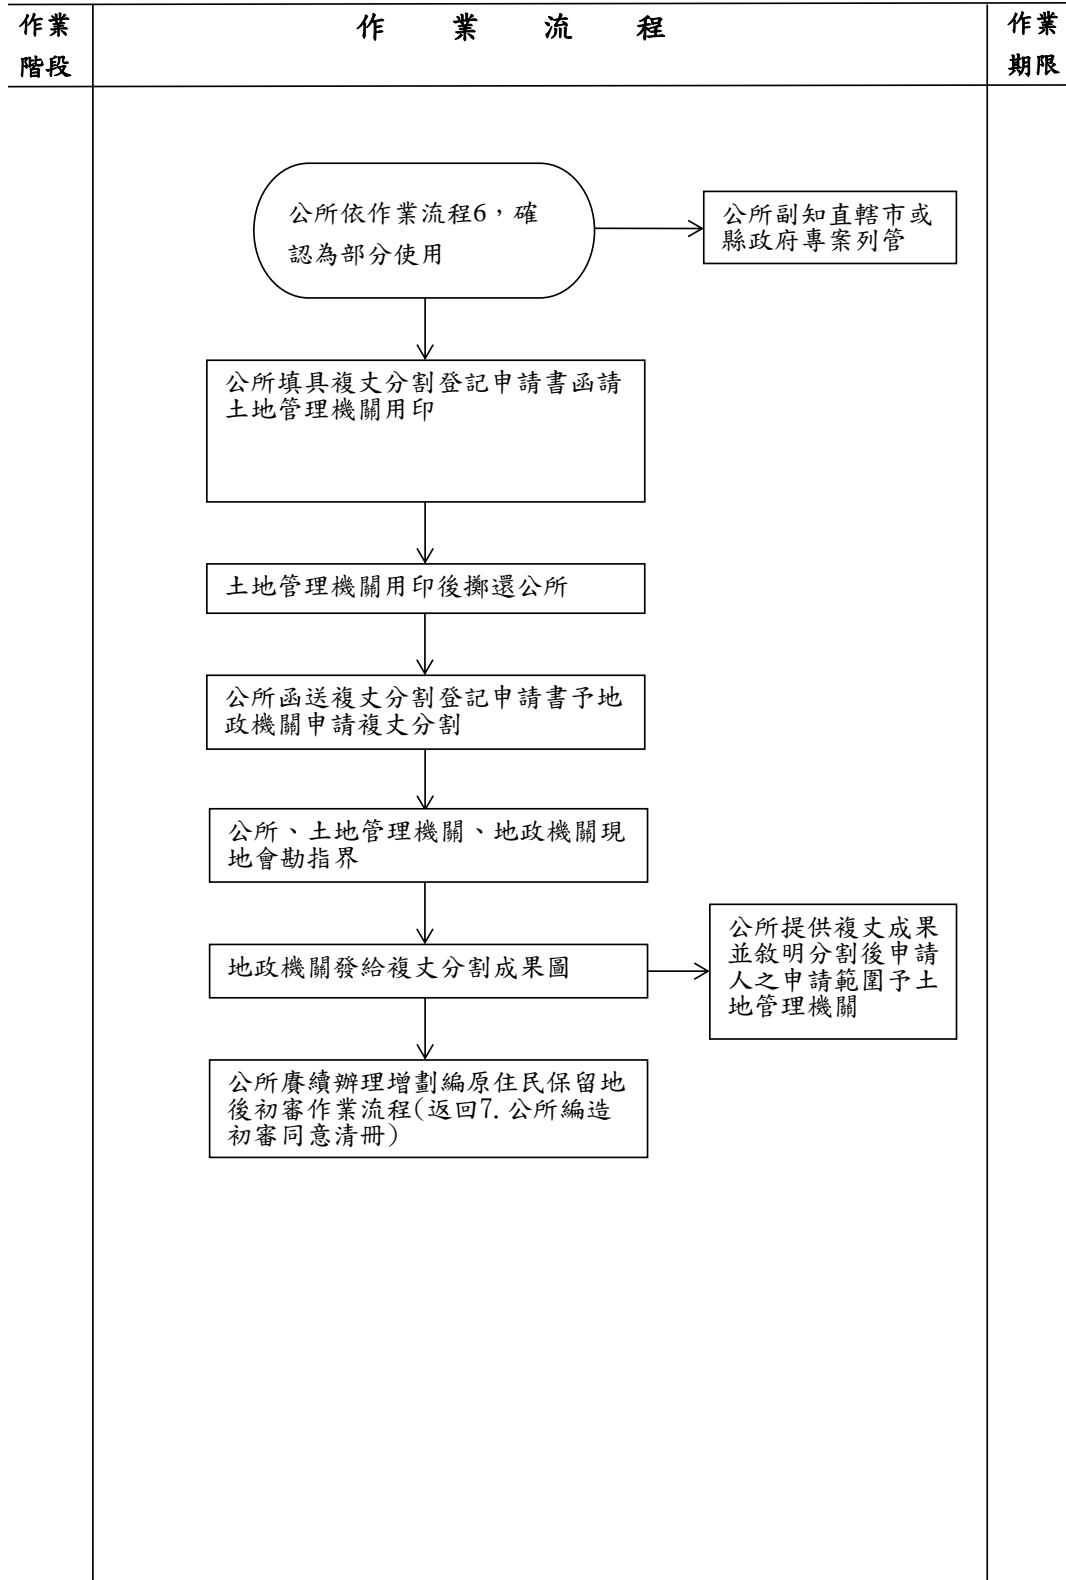 作業
階段
作業流程
作業
期限
公所依作業流程6，確
認為部分使用
公所副知直轄市或
縣政府專案列管
公所填具複丈分割登記申請書函請
土地管理機關用印
土地管理機關用印後擲還公所
公所函送複丈分割登記申請書予地
政機關申請複丈分割
公所、土地管理機關、地政機關現
地會勘指界
地政機關發給複丈分割成果圖
公所提供複丈成果
並敘明分割後申請
人之申請範圍予土
地管理機關
公所賡續辦理增劃編原住民保留地
後初審作業流程(返回7.公所編造
初審同意清冊)